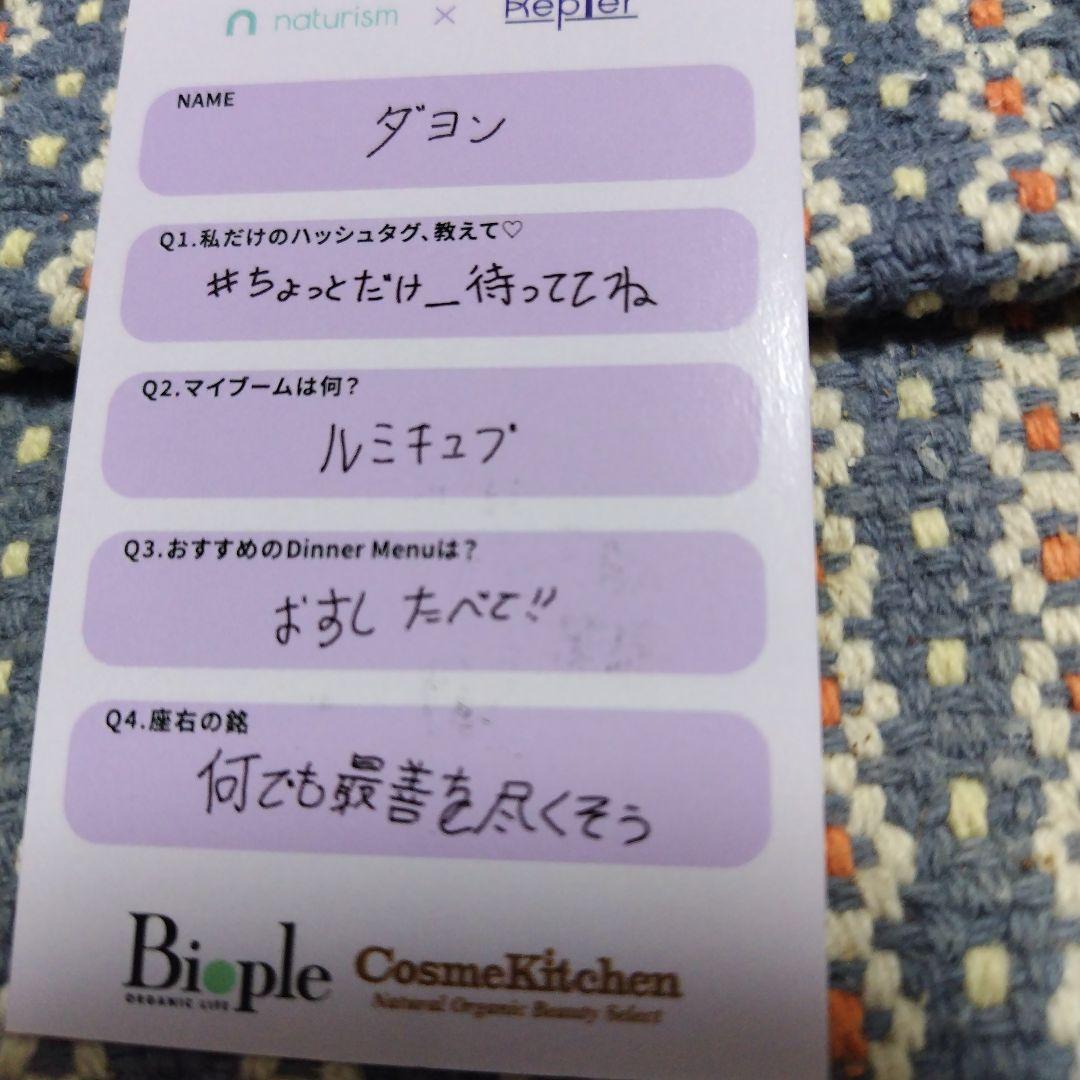 naturism × Kep1er
NAME
ダヨン
Q1.私だけのハッシュタグ、教えて♡
#ちょっとだけ_待っててね
Q2.マイブームは何？
ルミチュブ
Q3.おすすめのDinner Menuは？
おすし たべて!!
Q4.座右の銘
何でも最善を尽くそう
Biople CosmeKitchen
ORGANIC LIFE Natural Organic Beauty Select